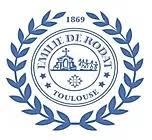 1869
EMILIE DE RODAT
TOULOUSE